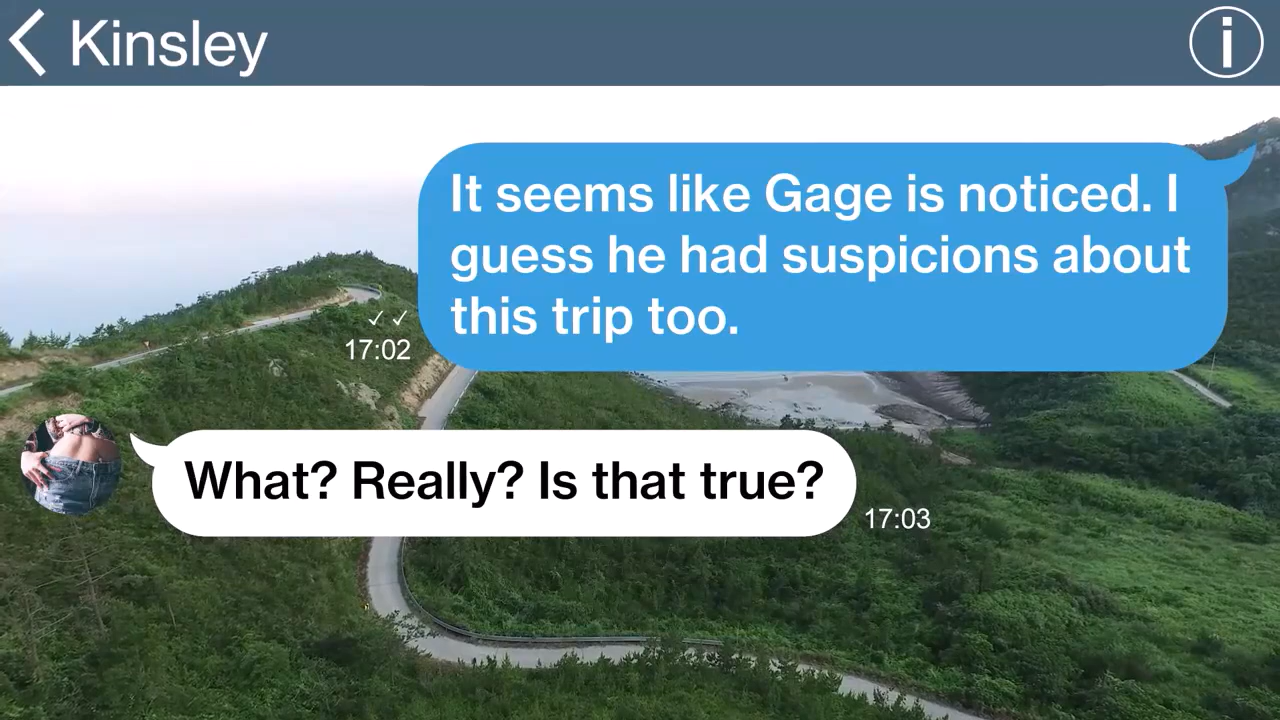 Kinsley
It seems like Gage is noticed. I
guess he had suspicions about
this trip too.
17:02
What? Really? Is that true?
17:03